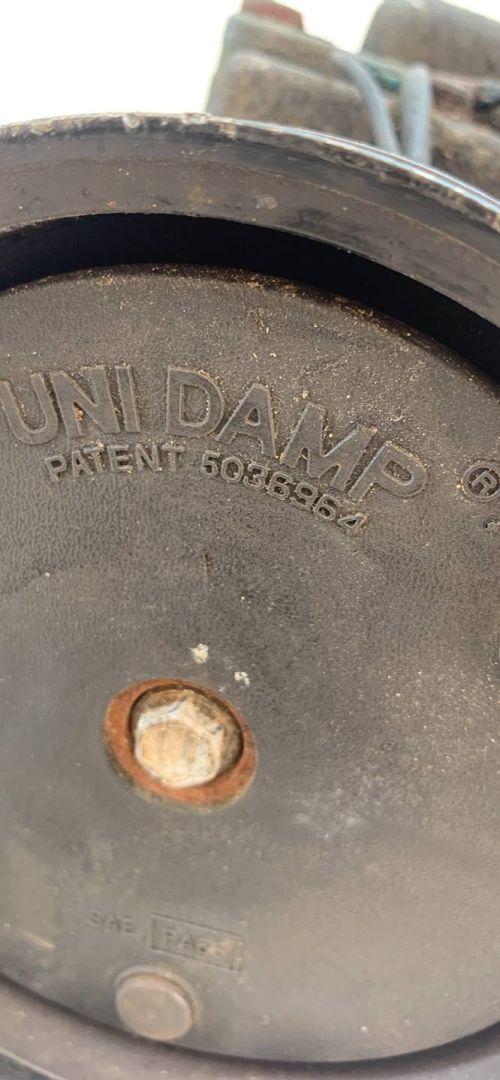 UNI DAMP ®
PATENT 5036964
SAE